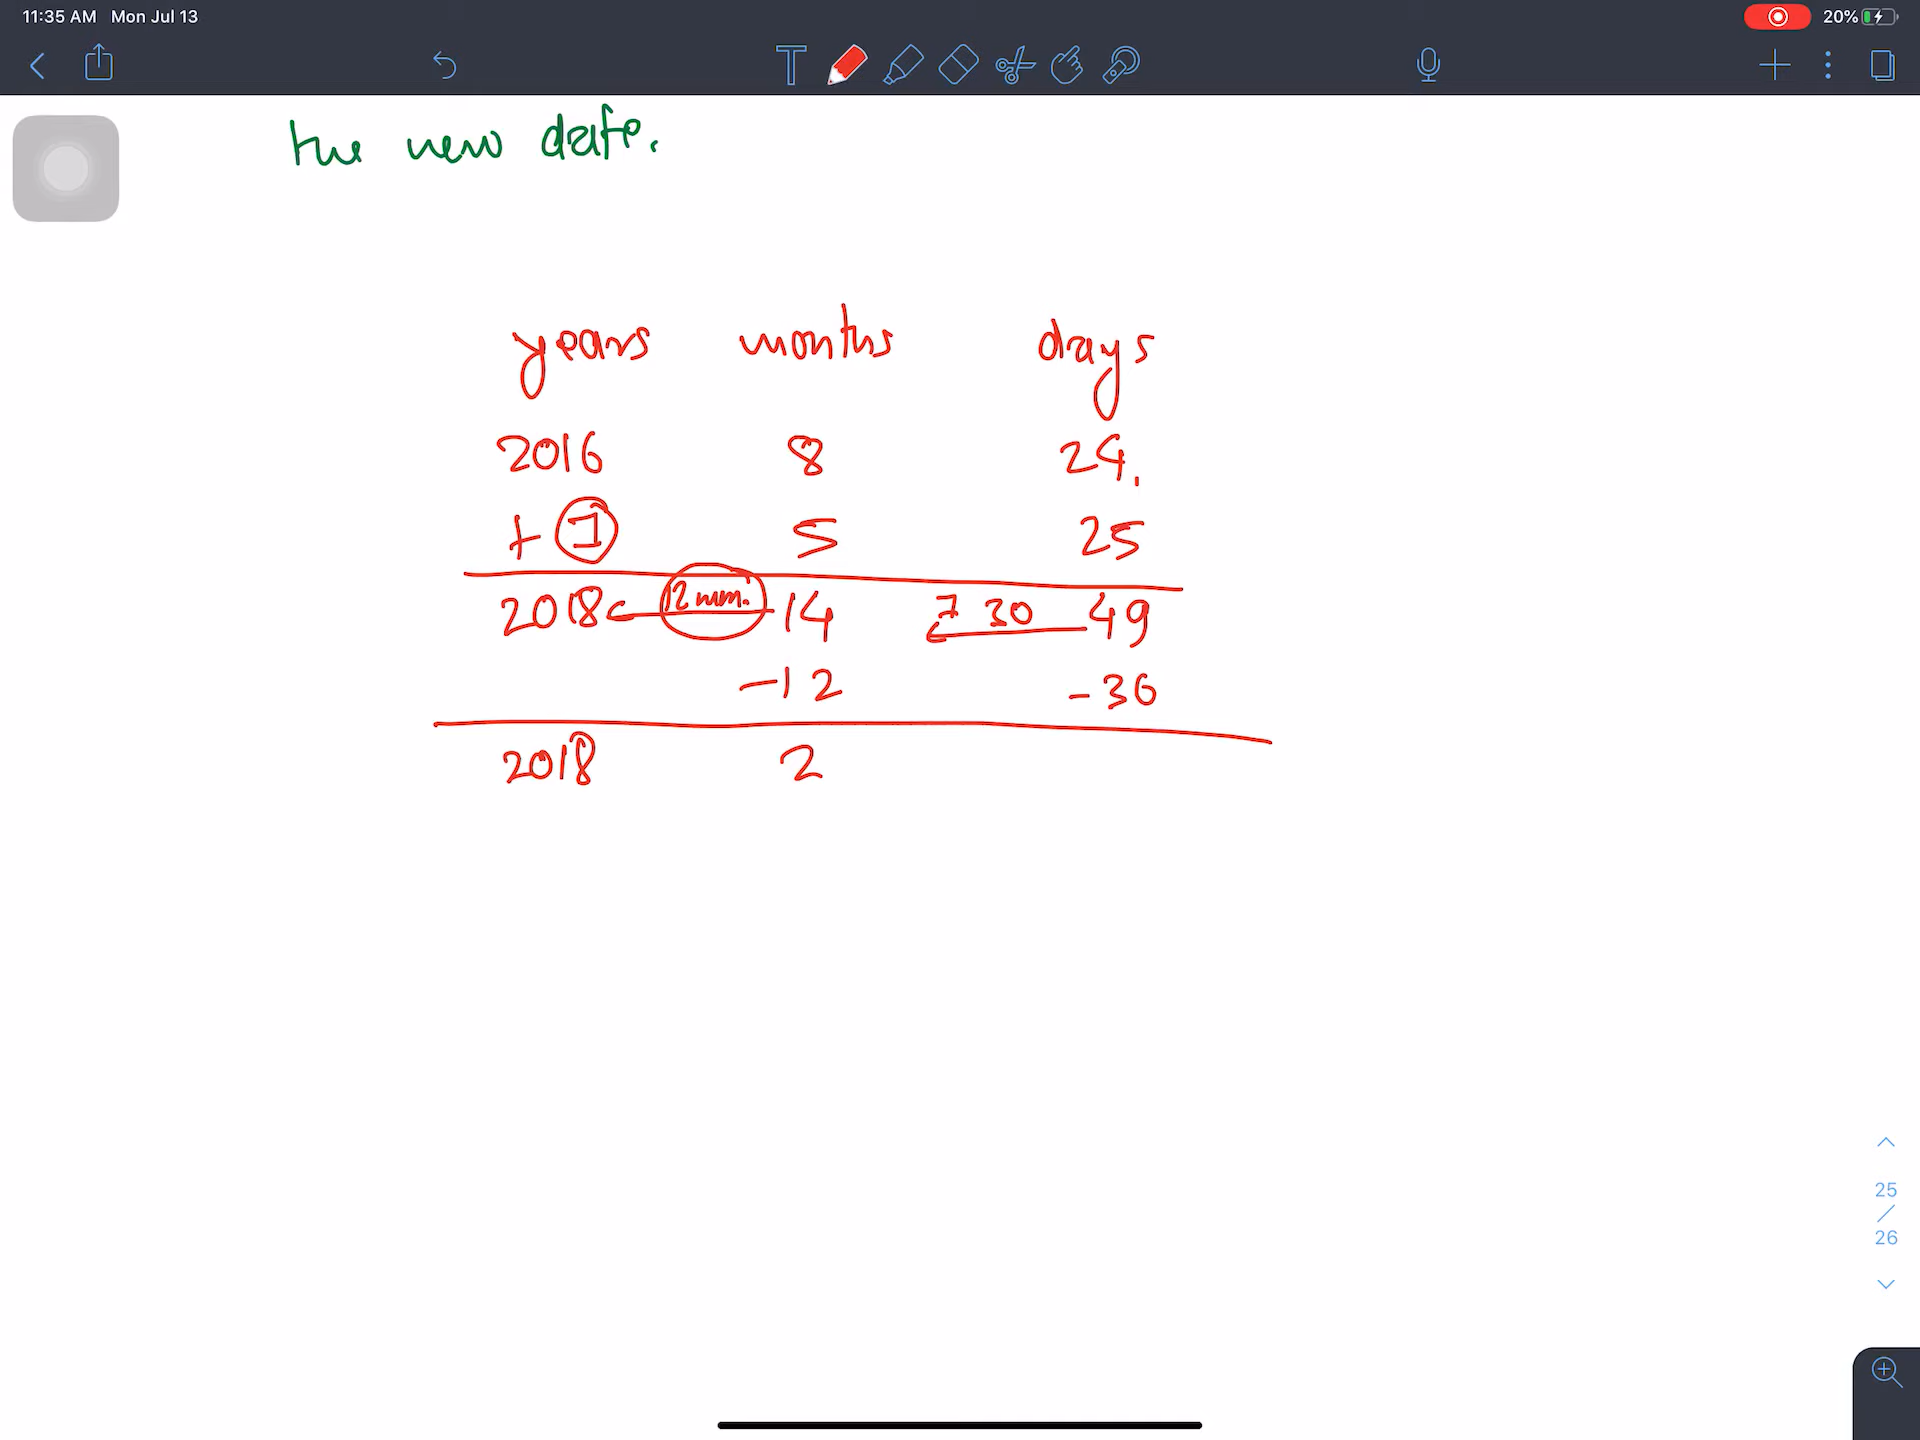 11:35 AM Mon Jul 13
20%
T
the new date.
years months days
2016 8 24.
+ 1 5 25
2018 12 mm. 14 30 49
-12 -30
2018 2
25
/
26